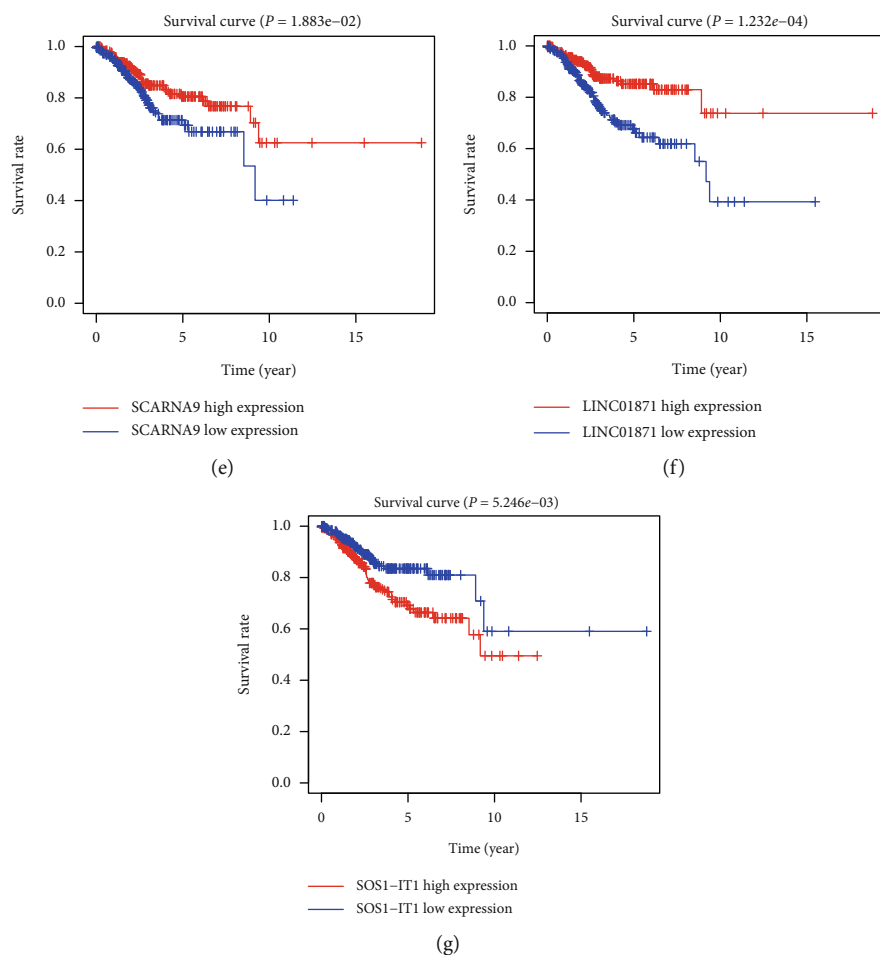 Survival curve (P = 1.883e−02)
1.0
0.8
0.6
0.4
0.2
0.0
Survival rate
0 5 10 15
Time (year)
SCARNA9 high expression
SCARNA9 low expression
(e)
Survival curve (P = 1.232e−04)
1.0
0.8
0.6
0.4
0.2
0.0
Survival rate
0 5 10 15
Time (year)
LINC01871 high expression
LINC01871 low expression
(f)
Survival curve (P = 5.246e−03)
1.0
0.8
0.6
0.4
0.2
0.0
Survival rate
0 5 10 15
Time (year)
SOS1−IT1 high expression
SOS1−IT1 low expression
(g)